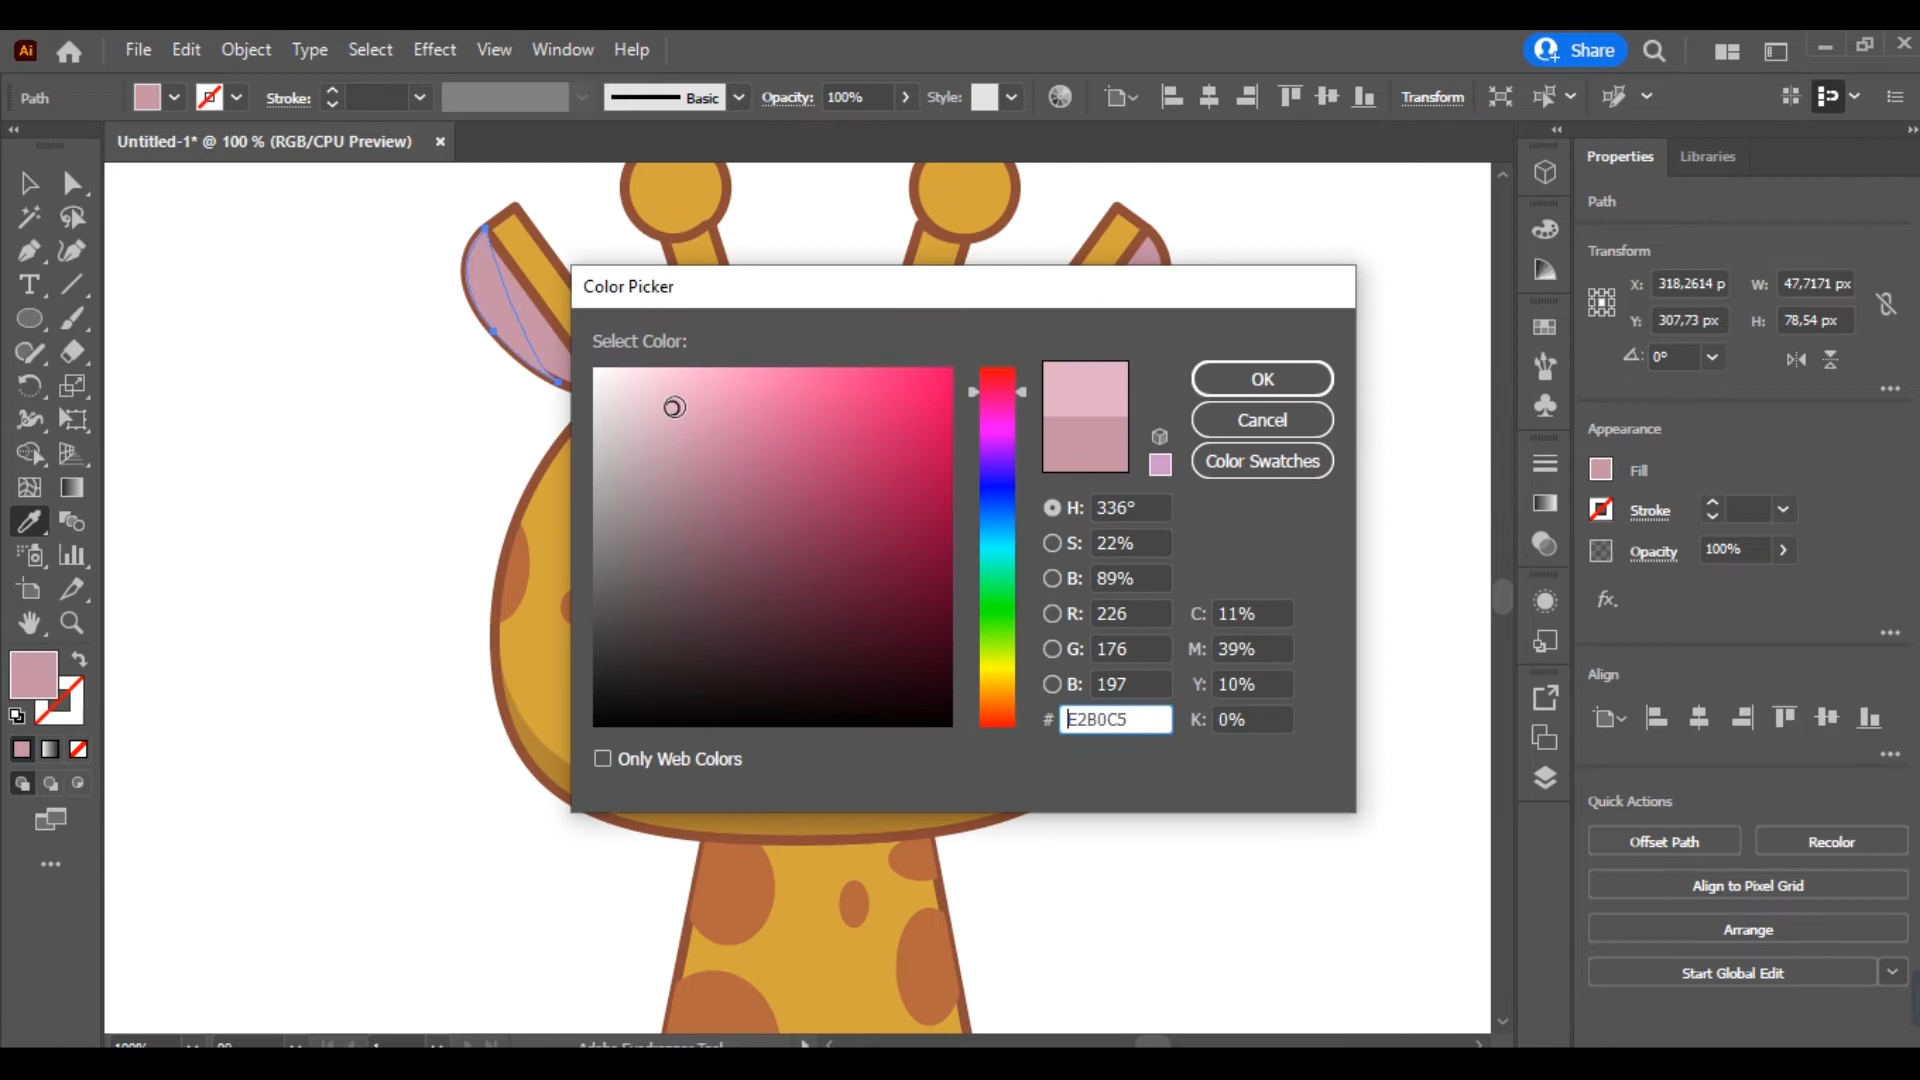 Ai File Edit Object Type Select Effect View Window Help Share
Path Stroke: Basic Opacity: 100% Style: Transform
Untitled-1* @ 100 % (RGB/CPU Preview)
Properties Libraries
Path
Transform
X: 318,2614 p W: 47,7171 px
Y: 307,73 px H: 78,54 px
0°
Appearance
Fill
Stroke
Opacity 100%
fx.
Align
Quick Actions
Offset Path Recolor
Align to Pixel Grid
Arrange
Start Global Edit
Color Picker
Select Color:
OK
Cancel
Color Swatches
H: 336°
S: 22%
B: 89%
R: 226 C: 11%
G: 176 M: 39%
B: 197 Y: 10%
# E2B0C5 K: 0%
Only Web Colors